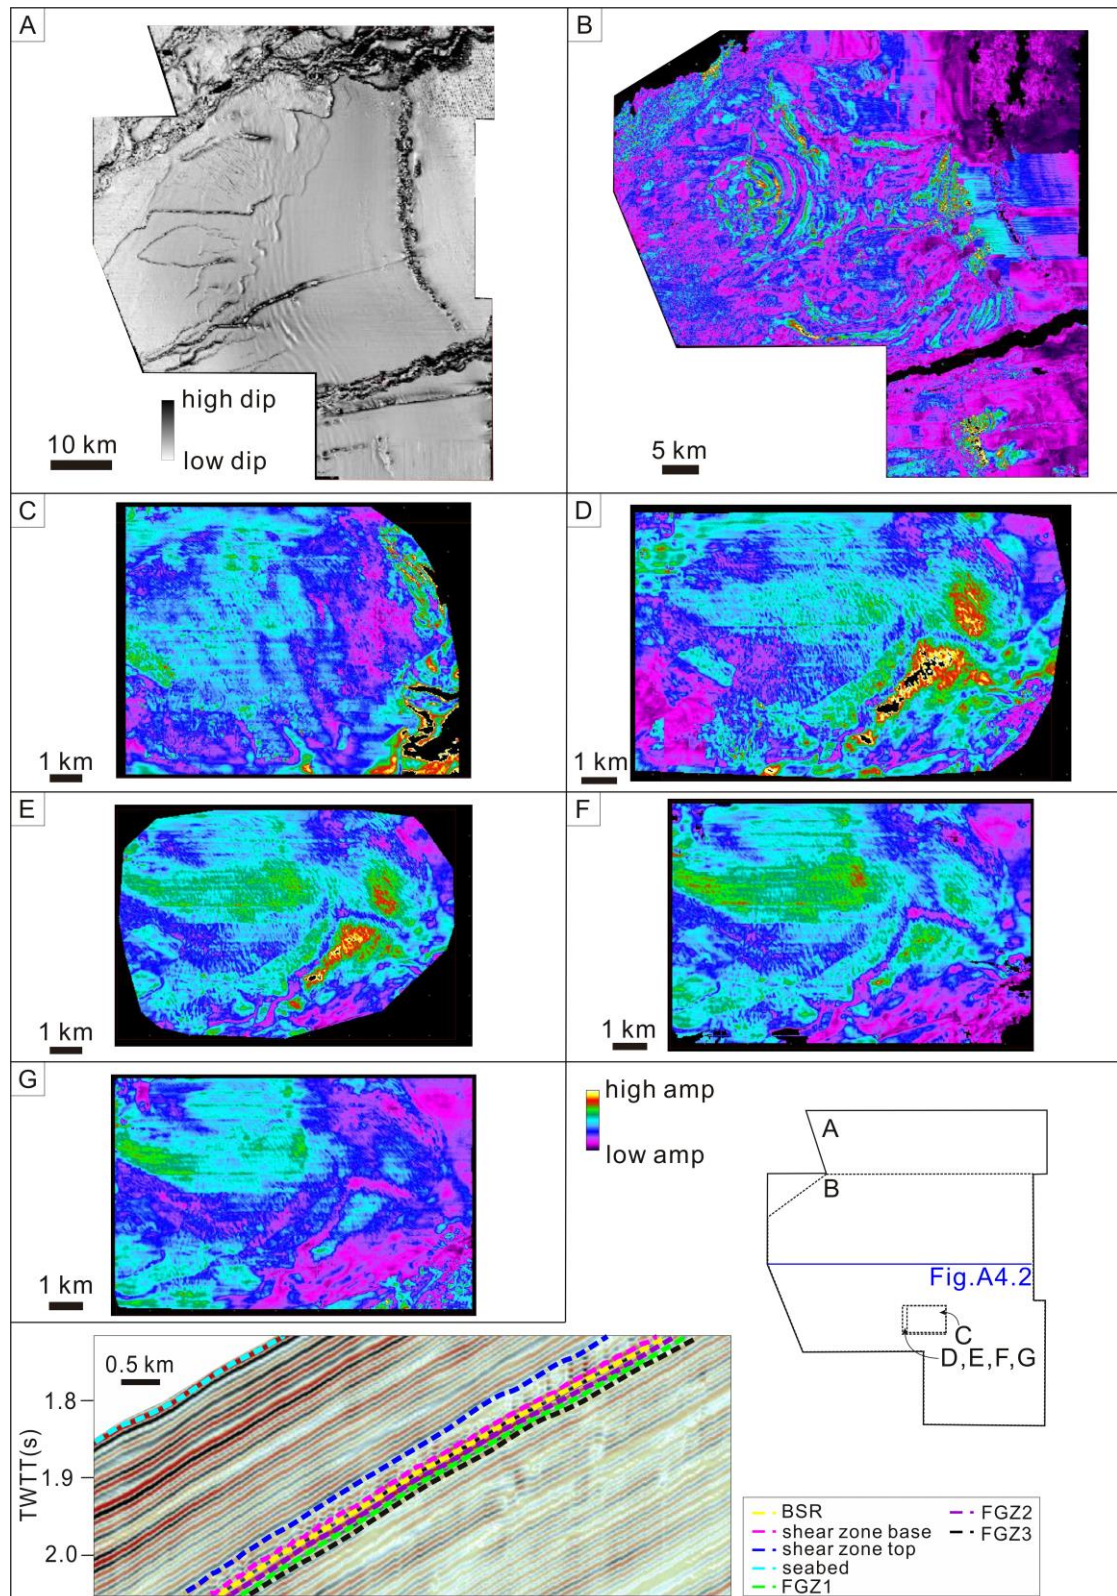 A
high dip
low dip
10 km
B
5 km
C
1 km
D
1 km
E
1 km
F
1 km
G
1 km
high amp
low amp
A
B
Fig.A4.2
C
D,E,F,G
0.5 km
TWTT(s)
1.8
1.9
2.0
BSR
shear zone base
shear zone top
seabed
FGZ1
FGZ2
FGZ3